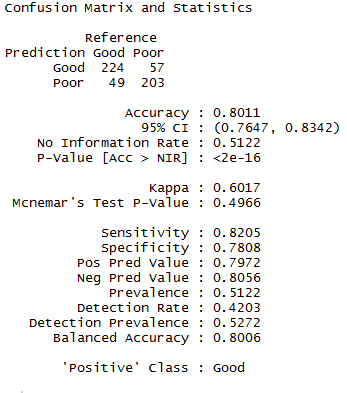 Confusion Matrix and Statistics
Reference
Prediction Good Poor
Good 224 57
Poor 49 203
Accuracy : 0.8011
95% CI : (0.7647, 0.8342)
No Information Rate : 0.5122
P-Value [Acc > NIR] : <2e-16
Kappa : 0.6017
Mcnemar's Test P-Value : 0.4966
Sensitivity : 0.8205
Specificity : 0.7808
Pos Pred Value : 0.7972
Neg Pred Value : 0.8056
Prevalence : 0.5122
Detection Rate : 0.4203
Detection Prevalence : 0.5272
Balanced Accuracy : 0.8006
'Positive' Class : Good